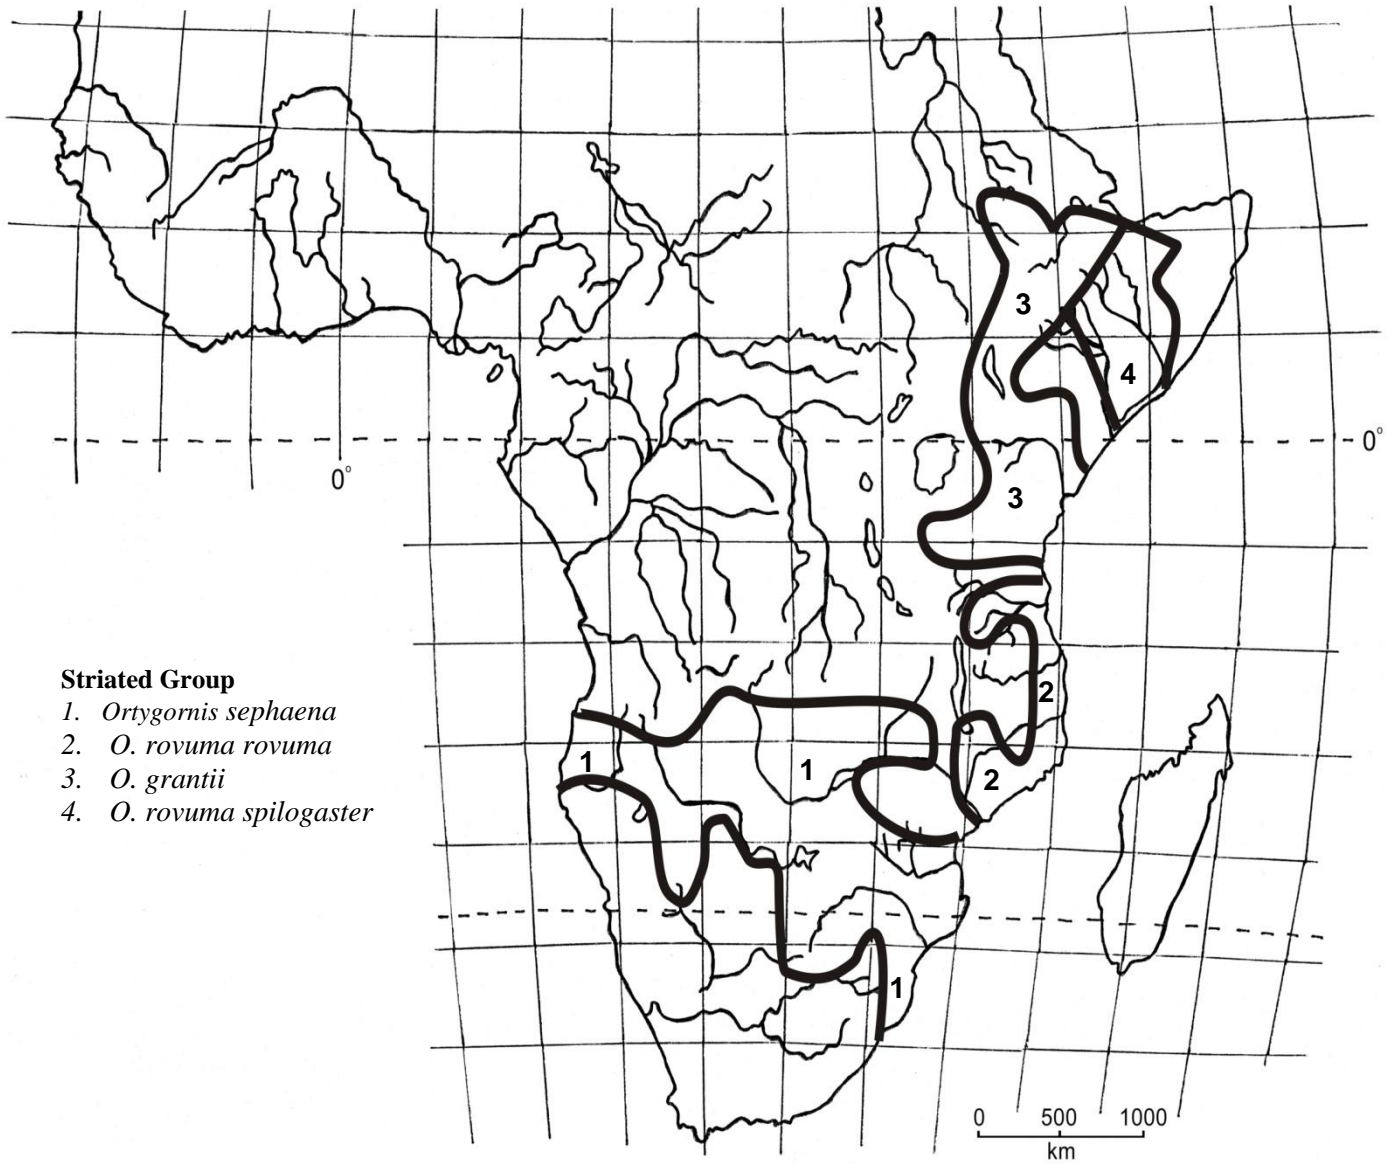 3
4
0°
0°
3
Striated Group
1. Ortygornis sephaena
2. O. rovuma rovuma
3. O. grantii
4. O. rovuma spilogaster
2
1
1
2
1
0 500 1000
km